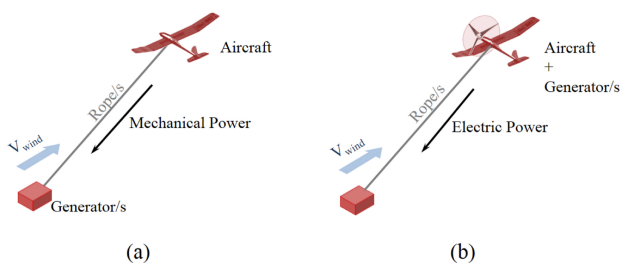 Aircraft
Rope/s
Mechanical Power
V wind
Generator/s
(a)
Aircraft
+
Generator/s
Rope/s
Electric Power
V wind
(b)